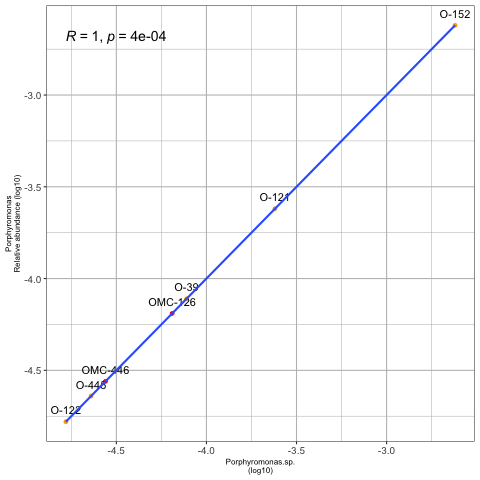 O-152
R = 1, p = 4e-04
-3.0
O-121
-3.5
Porphyromonas
Relative abundance (log10)
O-39
-4.0
OMC-126
OMC-446
-4.5
O-122
-4.5
-4.0
-3.5
-3.0
Porphyromonas.sp.
(log10)